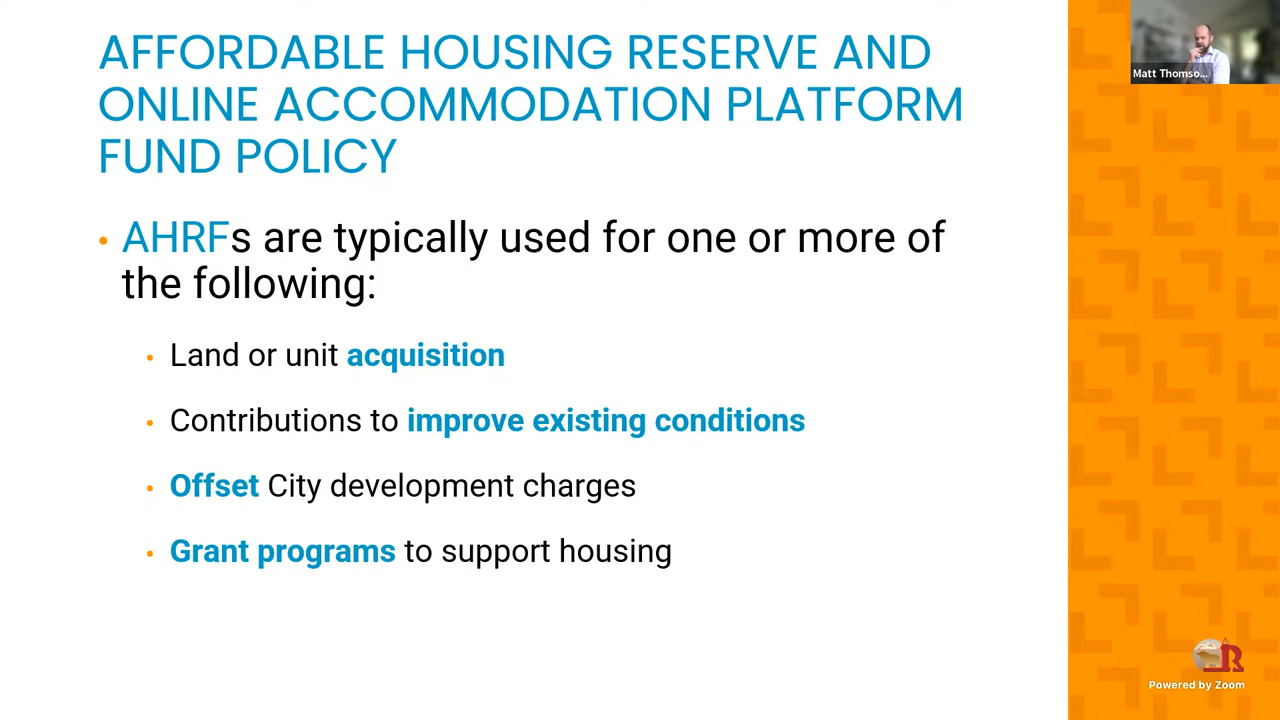 AFFORDABLE HOUSING RESERVE AND
ONLINE ACCOMMODATION PLATFORM
FUND POLICY
• AHRFs are typically used for one or more of
the following:
• Land or unit acquisition
• Contributions to improve existing conditions
• Offset City development charges
• Grant programs to support housing
Matt Thomso...
R
Powered by Zoom